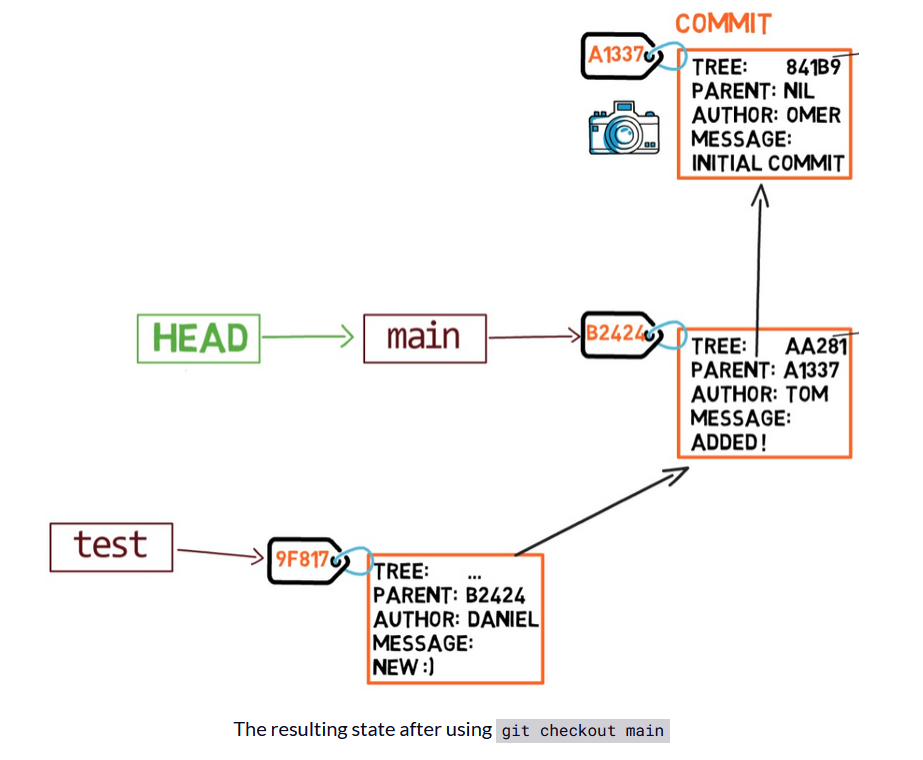 COMMIT
A1337
TREE: 841B9
PARENT: NIL
AUTHOR: OMER
MESSAGE:
INITIAL COMMIT
HEAD
main
B2424
TREE: AA281
PARENT: A1337
AUTHOR: TOM
MESSAGE:
ADDED!
test
9F817
TREE: ...
PARENT: B2424
AUTHOR: DANIEL
MESSAGE:
NEW :)
The resulting state after using git checkout main